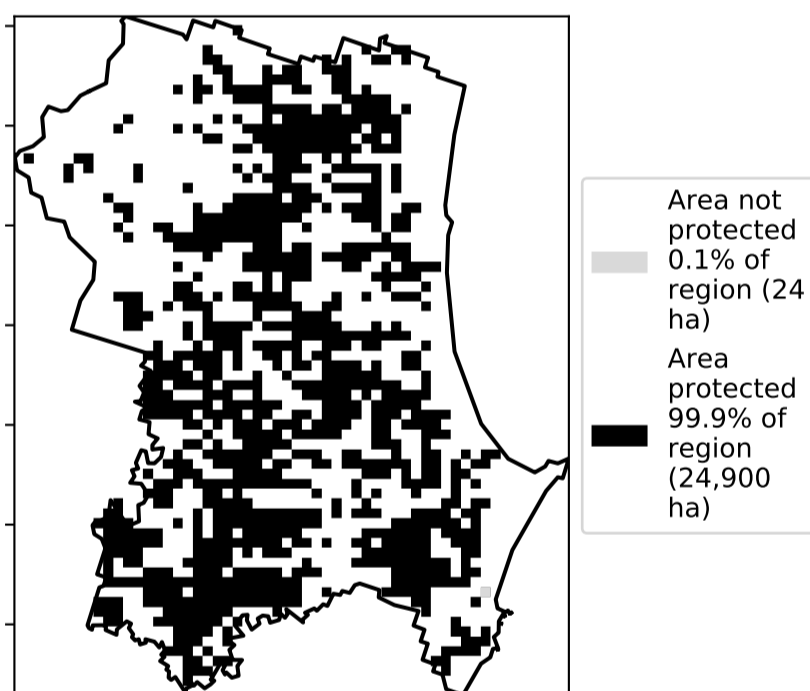 Area not
protected
0.1% of
region (24
ha)
Area
protected
99.9% of
region
(24,900
ha)